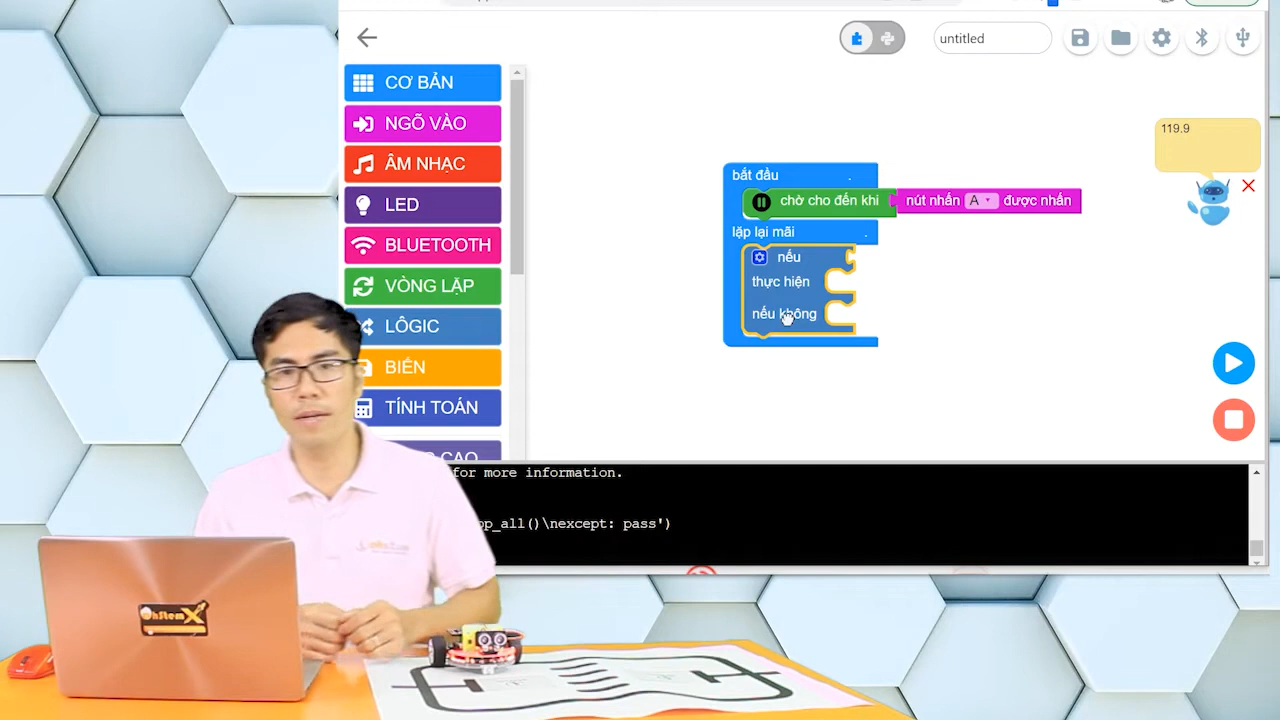 untitled
CƠ BẢN
NGÕ VÀO
ÂM NHẠC
LED
BLUETOOTH
VÒNG LẶP
LÔGIC
BIẾN
TÍNH TOÁN
CAO
119.9
bắt đầu
chờ cho đến khi nút nhấn A được nhấn
lặp lại mãi
nếu
thực hiện
nếu không
for more information.
op_all()\nexcept: pass')
OhStem X